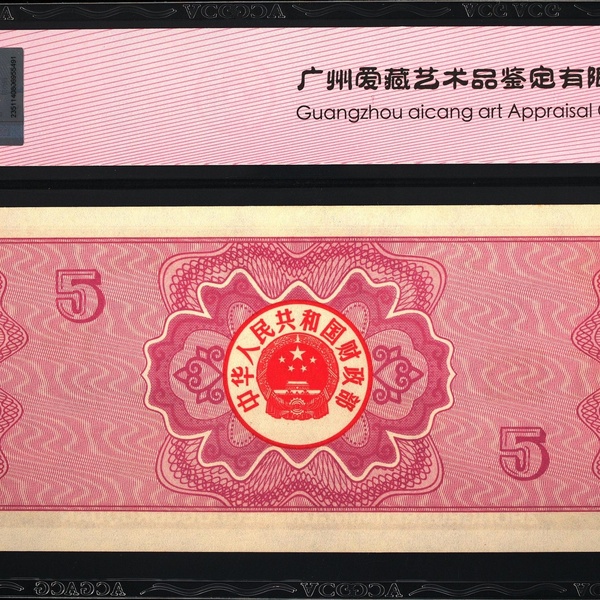 广州爱藏艺术品鉴定有限
Guangzhou aicang art Appraisal
5
中华人民共和国财政部
5